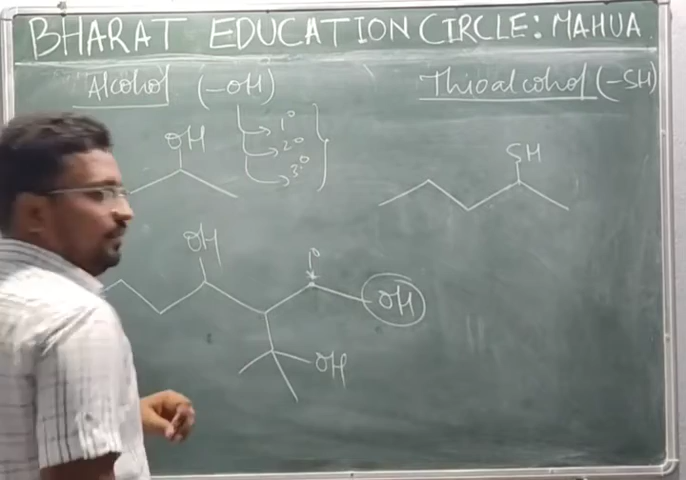 BHARAT EDUCATION CIRCLE: MAHUA
Alcohol (-OH)
Thioalcohol (-SH)
1°
2°
3°
OH
SH
OH
1°
OH
OH